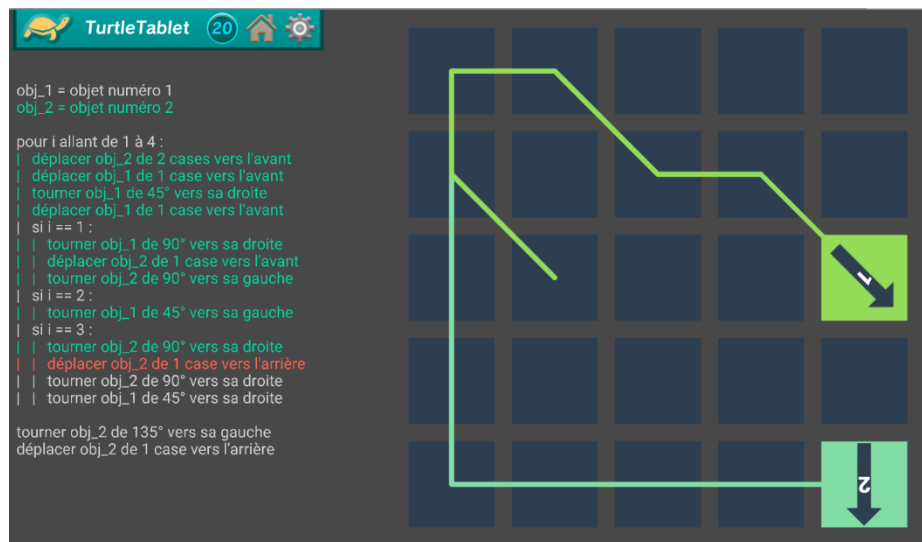 TurtleTablet 20
obj_1 = objet numéro 1
obj_2 = objet numéro 2
pour i allant de 1 à 4 :
| déplacer obj_2 de 2 cases vers l'avant
| déplacer obj_1 de 1 case vers l'avant
| tourner obj_1 de 45° vers sa droite
| déplacer obj_1 de 1 case vers l'avant
| si i == 1 :
| | tourner obj_1 de 90° vers sa droite
| | déplacer obj_2 de 1 case vers l'avant
| | tourner obj_2 de 90° vers sa gauche
| si i == 2 :
| | tourner obj_1 de 45° vers sa gauche
| si i == 3 :
| | tourner obj_2 de 90° vers sa droite
| | déplacer obj_2 de 1 case vers l'arrière
| | tourner obj_2 de 90° vers sa droite
| | tourner obj_1 de 45° vers sa droite
tourner obj_2 de 135° vers sa gauche
déplacer obj_2 de 1 case vers l'arrière
1
2